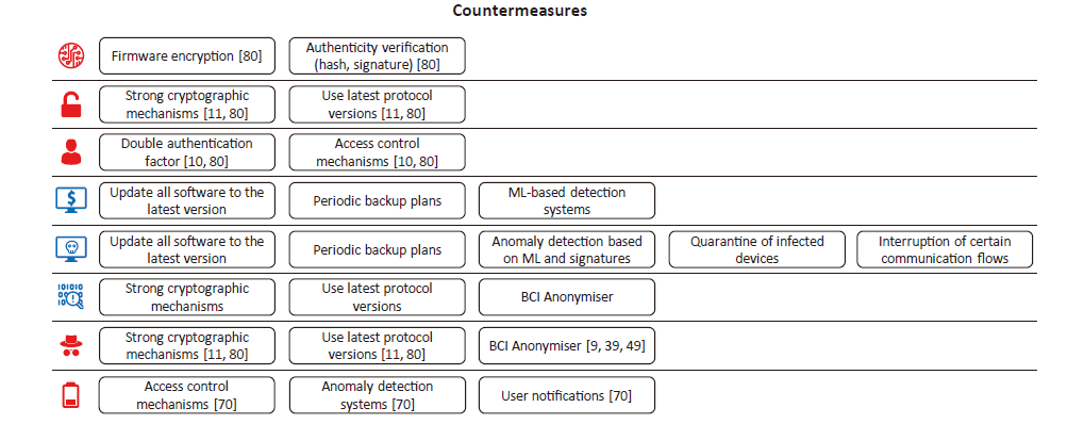 Countermeasures
Firmware encryption [80]
Authenticity verification
(hash, signature) [80]
Strong cryptographic
mechanisms [11, 80]
Use latest protocol
versions [11, 80]
Double authentication
factor [10, 80]
Access control
mechanisms [10, 80]
$
Update all software to the
latest version
Periodic backup plans
ML-based detection
systems
Update all software to the
latest version
Periodic backup plans
Anomaly detection based
on ML and signatures
Quarantine of infected
devices
Interruption of certain
communication flows
Strong cryptographic
mechanisms
Use latest protocol
versions
BCI Anonymiser
Strong cryptographic
mechanisms [11, 80]
Use latest protocol
versions [11, 80]
BCI Anonymiser [9, 39, 49]
Access control
mechanisms [70]
Anomaly detection
systems [70]
User notifications [70]